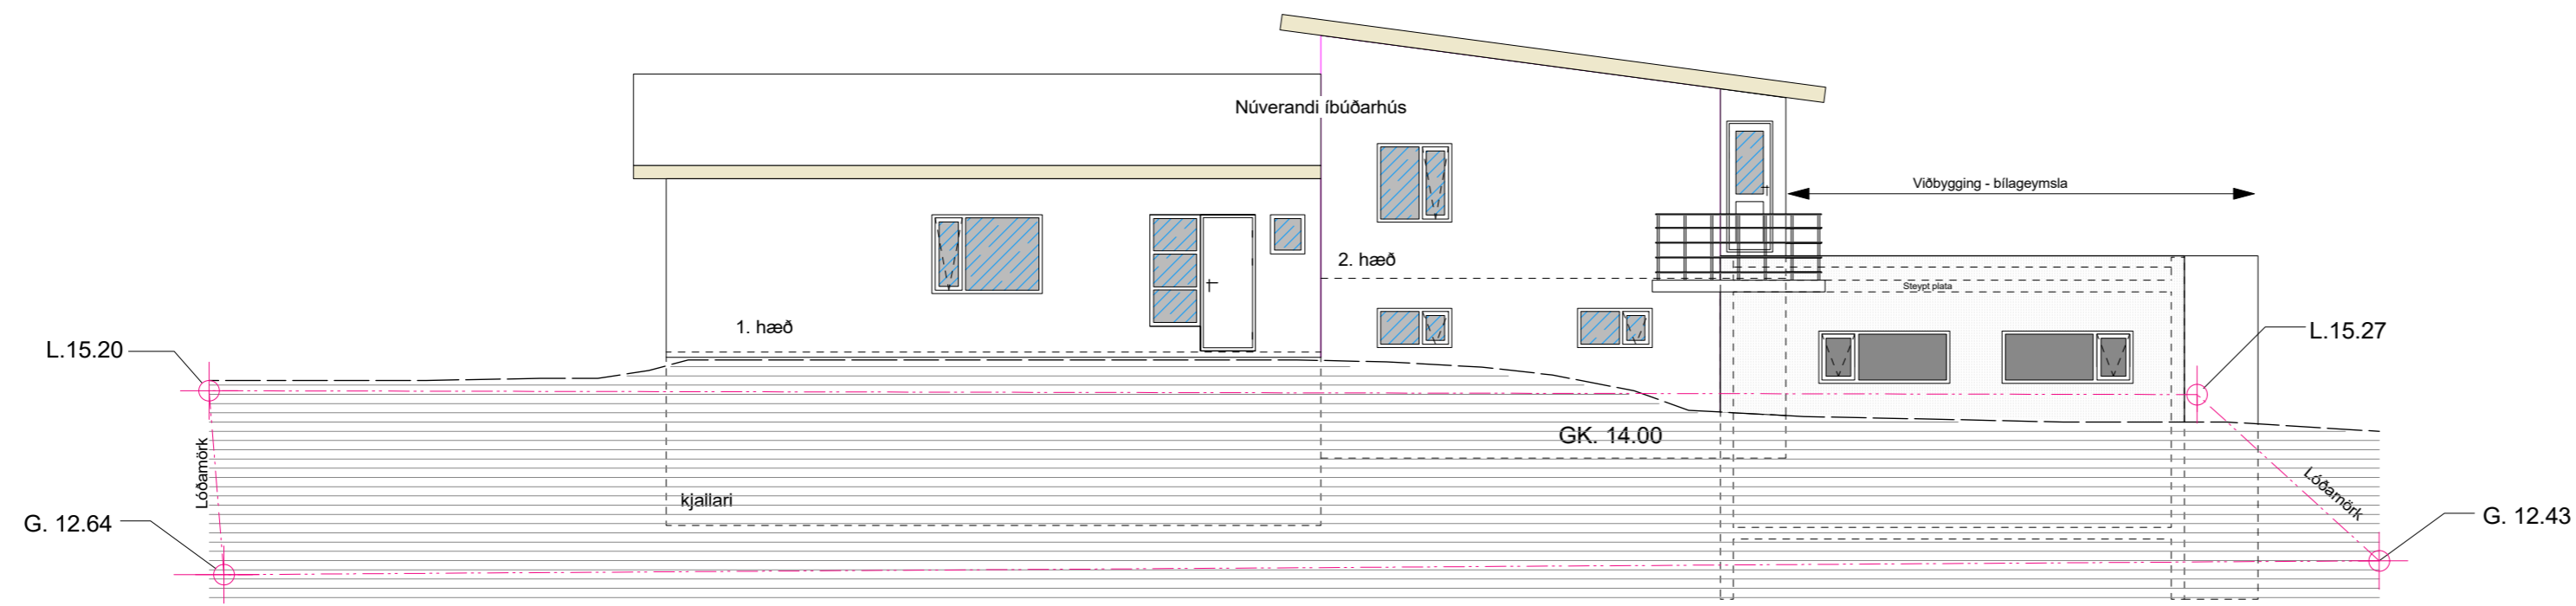 Núverandi íbúðarhús
Viðbygging - bílageymsla
2. hæð
Steypt plata
1. hæð
L.15.20
L.15.27
GK. 14.00
Lóðamörk
Lóðamörk
kjallari
G. 12.64
G. 12.43